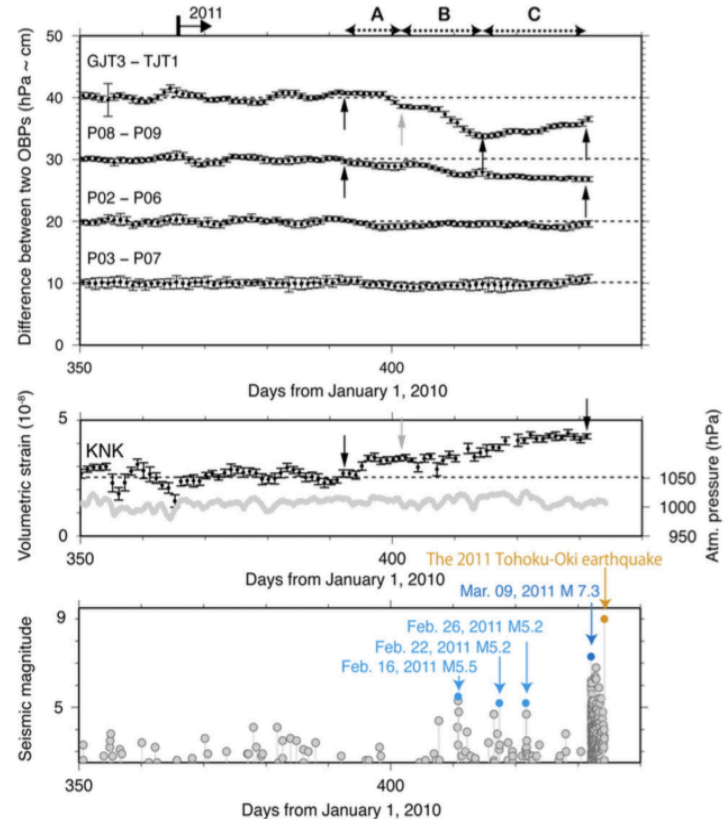 2011
A B C
Difference between two OBPs (hPa ~ cm)
50
GJT3 – TJT1
40
P08 – P09
30
P02 – P06
20
P03 – P07
10
0
350 400
Days from January 1, 2010
Volumetric strain (10⁻⁸)
5
KNK
0
1050
1000
950
Atm. pressure (hPa)
350 400
Days from January 1, 2010
The 2011 Tohoku-Oki earthquake
Mar. 09, 2011 M 7.3
Feb. 26, 2011 M5.2
Feb. 22, 2011 M5.2
Feb. 16, 2011 M5.5
Seismic magnitude
9
5
350 400
Days from January 1, 2010